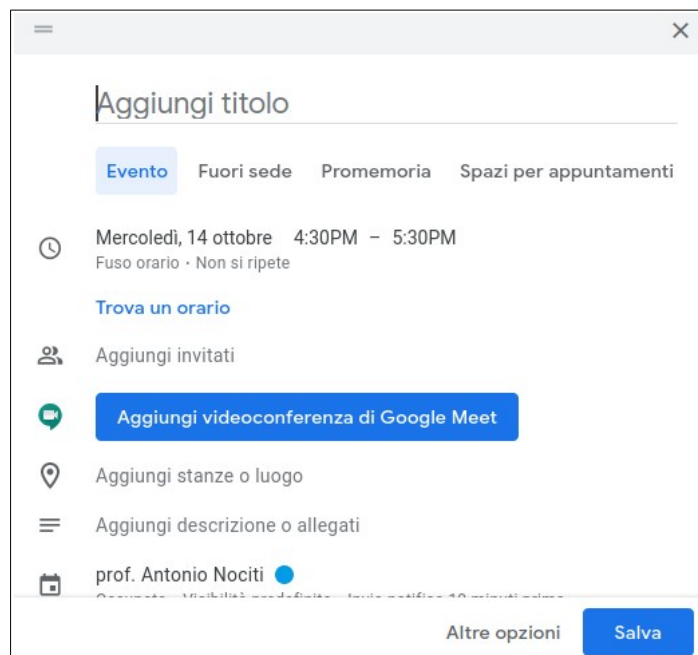 Aggiungi titolo
Evento Fuori sede Promemoria Spazi per appuntamenti
Mercoledì, 14 ottobre 4:30PM – 5:30PM
Fuso orario · Non si ripete
Trova un orario
Aggiungi invitati
Aggiungi videoconferenza di Google Meet
Aggiungi stanze o luogo
Aggiungi descrizione o allegati
prof. Antonio Nociti
Altre opzioni Salva